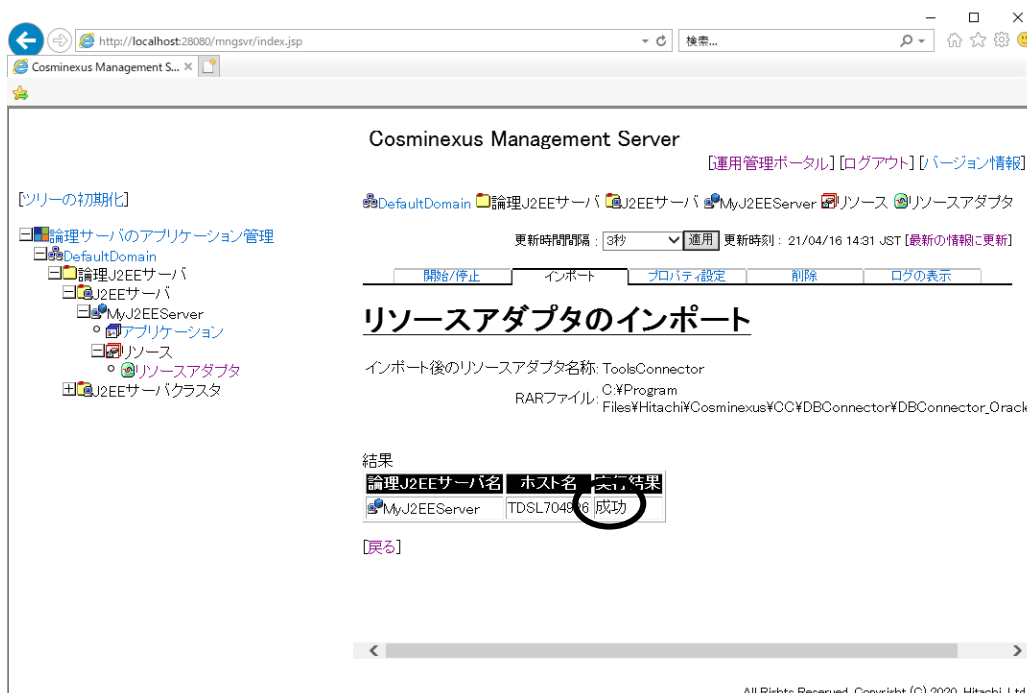 http://localhost:28080/mngsvr/index.jsp
検索...
Cosminexus Management S...
Cosminexus Management Server
[運用管理ポータル] [ログアウト] [バージョン情報]
[ツリーの初期化]
DefaultDomain 論理J2EEサーバ J2EEサーバ MyJ2EEServer リソース リソースアダプタ
論理サーバのアプリケーション管理
更新時間間隔 : 3秒 適用 更新時刻 : 21/04/16 14:31 JST [最新の情報に更新]
DefaultDomain
論理J2EEサーバ
開始/停止 インポート プロパティ設定 削除 ログの表示
J2EEサーバ
MyJ2EEServer
アプリケーション
リソース
リソースアダプタ
J2EEサーバクラスタ
リソースアダプタのインポート
インポート後のリソースアダプタ名称: ToolsConnector
RARファイル: C:¥Program
Files¥Hitachi¥Cosminexus¥CC¥DBConnector¥DBConnector_Oracle
結果
論理J2EEサーバ名 ホスト名 実行結果
MyJ2EEServer TDSL704926 成功
[戻る]
All Rights Reserved. Copyright (C) 2020, Hitachi, Ltd